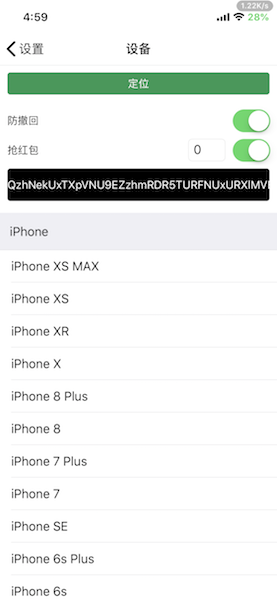 1.22K/s
4:59
28%
设置
设备
定位
防撤回
抢红包
0
QzhNekUxTXpVNU9EZzhmRDR5TURFNUxURXlMVE
iPhone
iPhone XS MAX
iPhone XS
iPhone XR
iPhone X
iPhone 8 Plus
iPhone 8
iPhone 7 Plus
iPhone 7
iPhone SE
iPhone 6s Plus
iPhone 6s